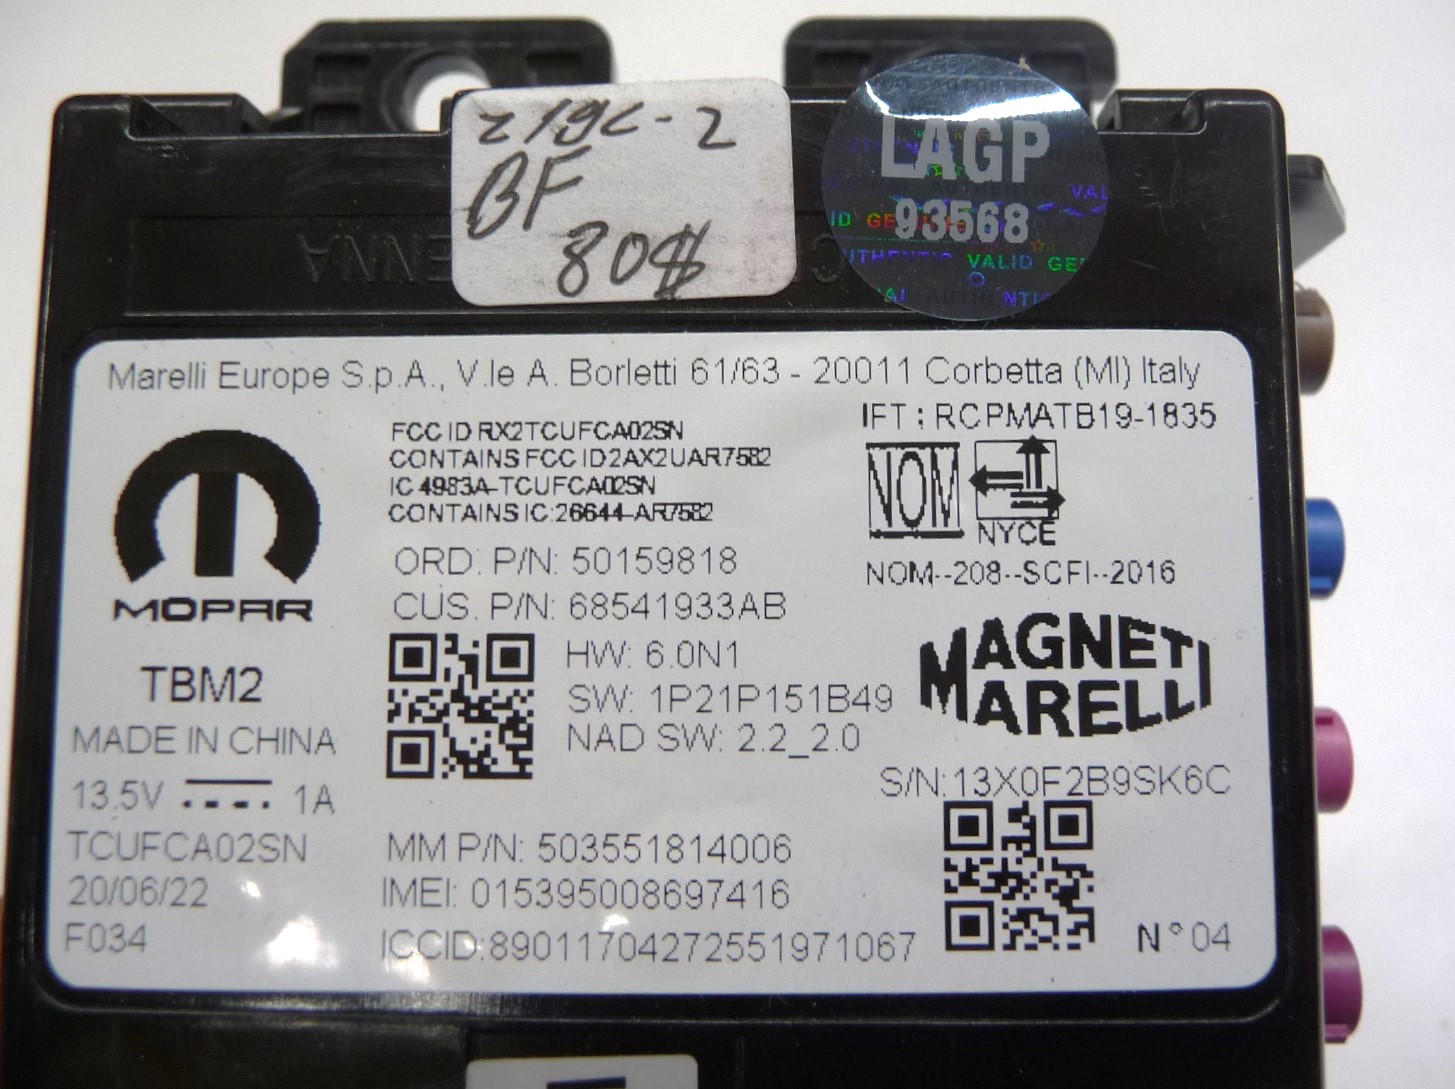 219C-2
BF
80$
LAGP
93568
VALID
Marelli Europe S.p.A., V.le A. Borletti 61/63 - 20011 Corbetta (MI) Italy
FCC ID RX2TCUFCA02SN
CONTAINS FCC ID2AX2UAR7582
IC 4983A-TCUFCA02SN
CONTAINS IC:26644-AR7582
IFT : RCPMATB19-1835
NOM
NYCE
NOM--208--SCFI--2016
MOPAR
ORD. P/N: 50159818
CUS. P/N: 68541933AB
HW: 6.0N1
SW: 1P21P151B49
NAD SW: 2.2_2.0
MAGNETI
MARELLI
TBM2
MADE IN CHINA
13.5V 1A
TCUFCA02SN
20/06/22
F034
S/N:13X0F2B9SK6C
MM P/N: 503551814006
IMEI: 015395008697416
ICCID:89011704272551971067
N°04